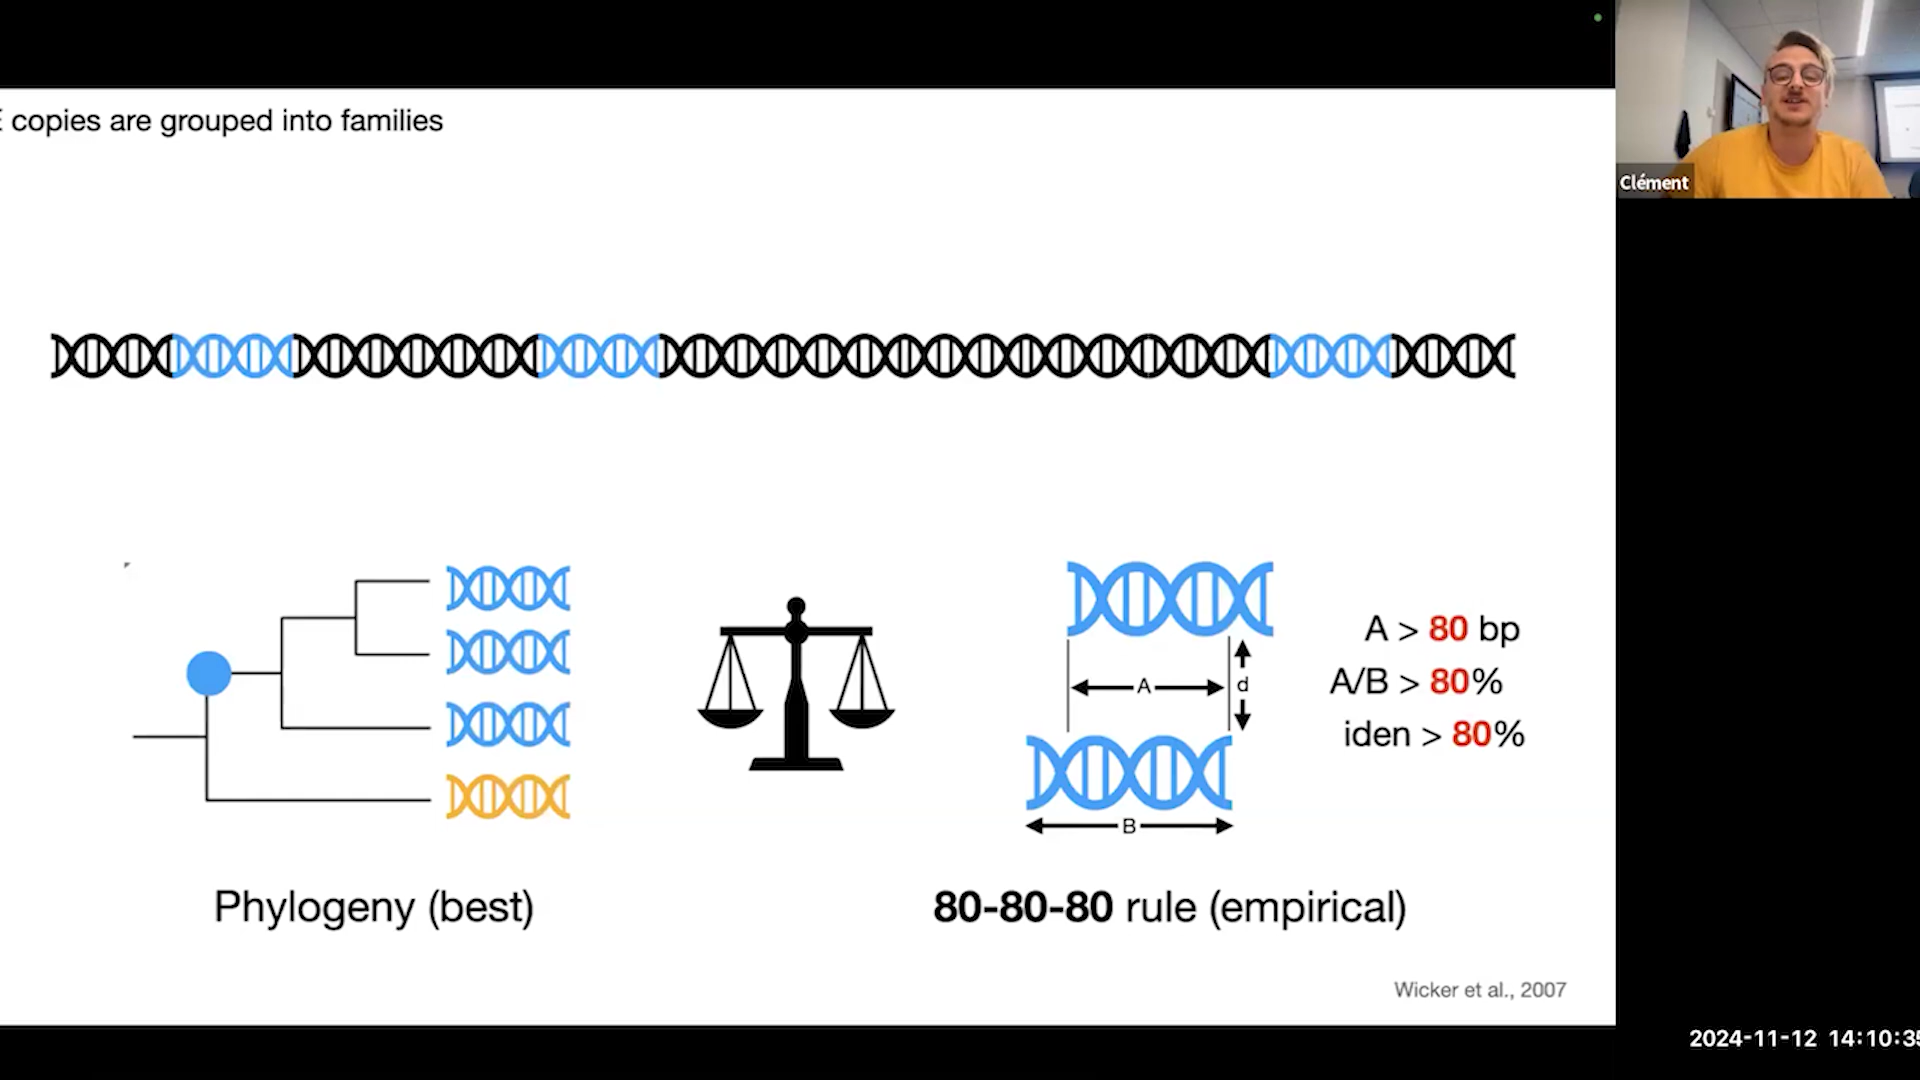 copies are grouped into families
Clément
A
d
B
A > 80 bp
A/B > 80%
iden > 80%
Phylogeny (best)
80-80-80 rule (empirical)
Wicker et al., 2007
2024-11-12 14:10:35